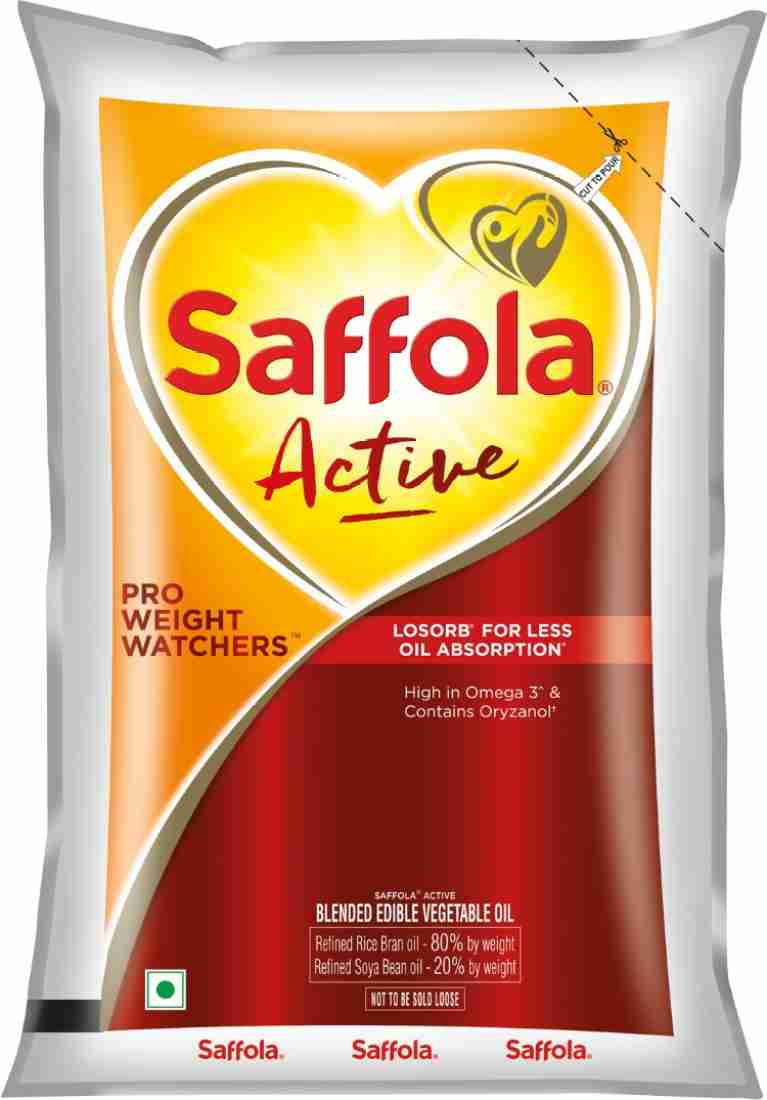 CUT TO POUR
Saffola®
Active
PRO
WEIGHT
WATCHERS™
LOSORB* FOR LESS
OIL ABSORPTION*
High in Omega 3^ &
Contains Oryzanol†
SAFFOLA® ACTIVE
BLENDED EDIBLE VEGETABLE OIL
Refined Rice Bran oil - 80% by weight
Refined Soya Bean oil - 20% by weight
NOT TO BE SOLD LOOSE
Saffola® Saffola® Saffola®